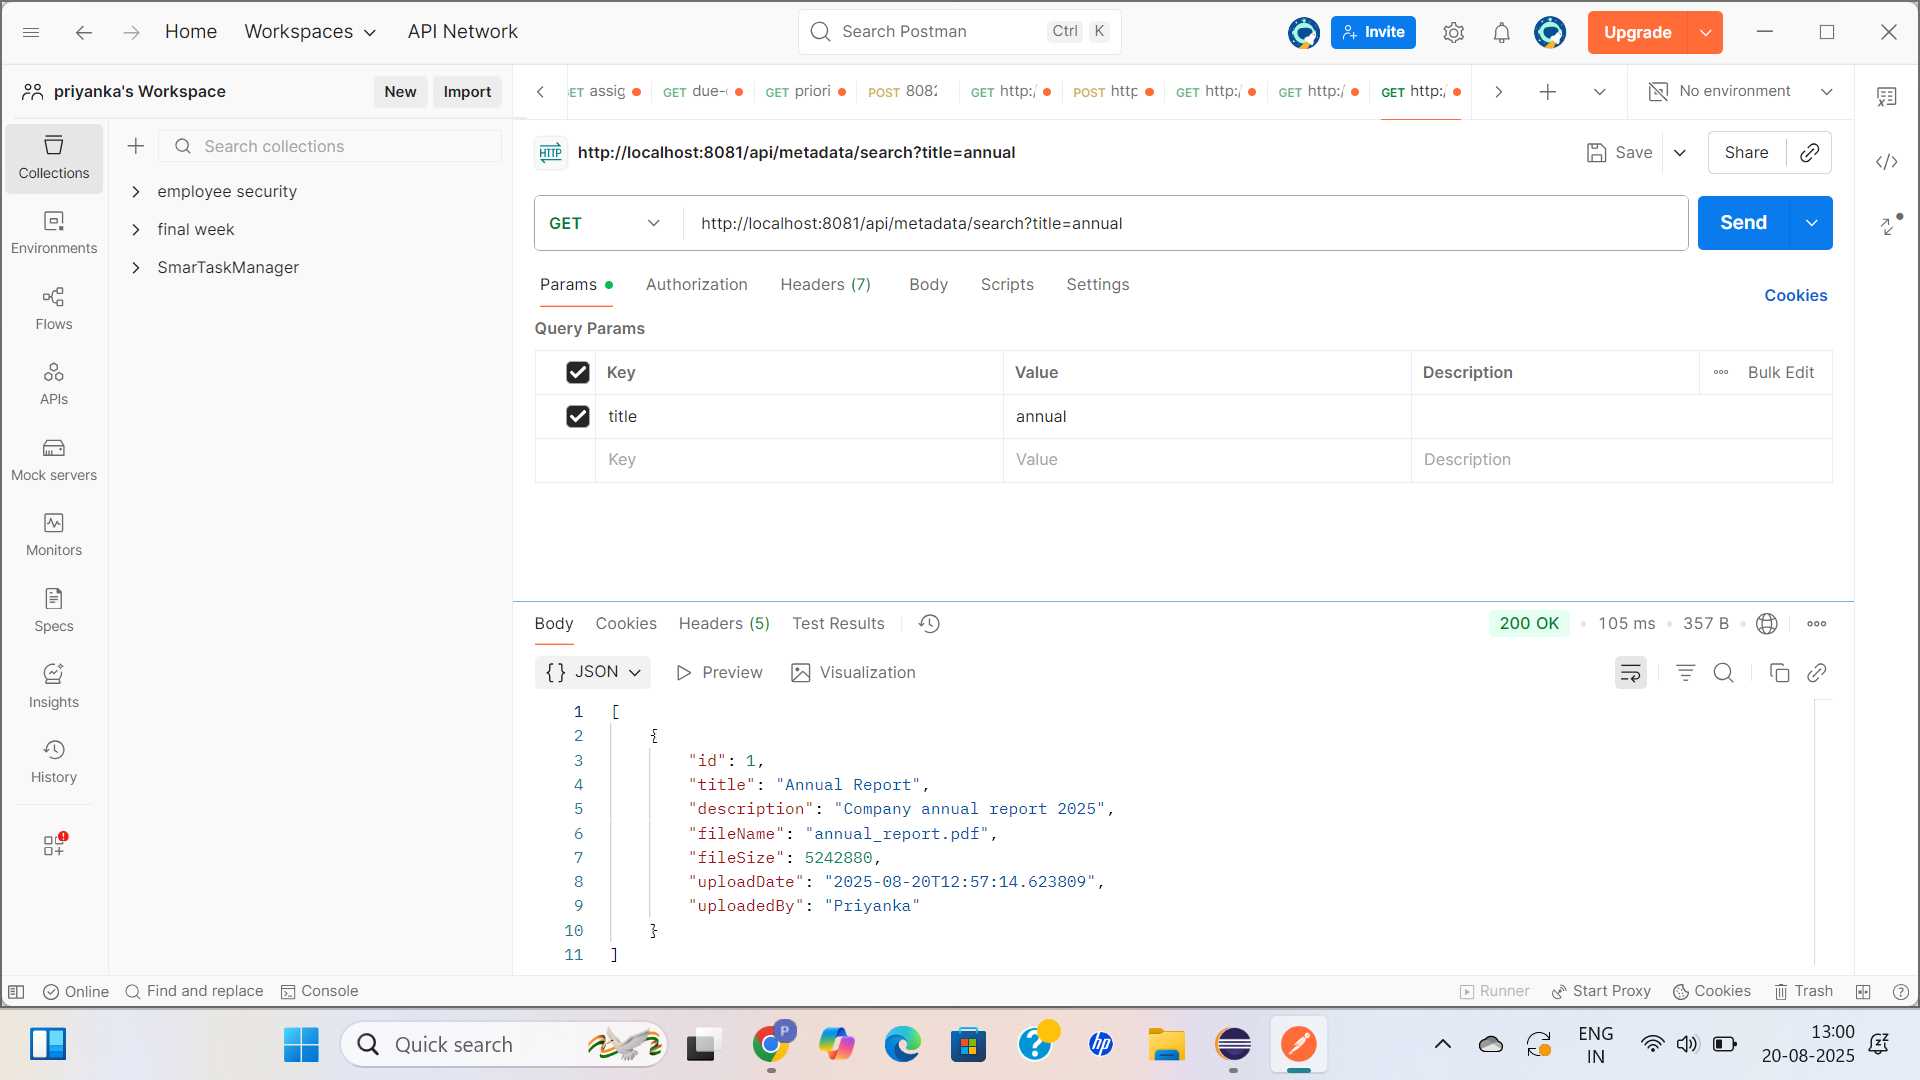 Home
Workspaces
API Network
Search Postman
Ctrl
K
Invite
Upgrade
priyanka's Workspace
New
Import
GET assig
GET due-
GET priori
POST 8082
GET http:/
POST http
GET http:/
GET http:/
GET http:/
No environment
Collections
Environments
Flows
APIs
Mock servers
Monitors
Specs
Insights
History
Search collections
employee security
final week
SmarTaskManager
HTTP
http://localhost:8081/api/metadata/search?title=annual
Save
Share
GET
http://localhost:8081/api/metadata/search?title=annual
Send
Params
Authorization
Headers (7)
Body
Scripts
Settings
Cookies
Query Params
Key
Value
Description
Bulk Edit
title
annual
Key
Value
Description
Body
Cookies
Headers (5)
Test Results
200 OK
105 ms
357 B
{} JSON
Preview
Visualization
1 [
2 {
3 "id": 1,
4 "title": "Annual Report",
5 "description": "Company annual report 2025",
6 "fileName": "annual_report.pdf",
7 "fileSize": 5242880,
8 "uploadDate": "2025-08-20T12:57:14.623809",
9 "uploadedBy": "Priyanka"
10 }
11 ]
Online
Find and replace
Console
Runner
Start Proxy
Cookies
Trash
Quick search
P
hp
ENG
IN
13:00
20-08-2025